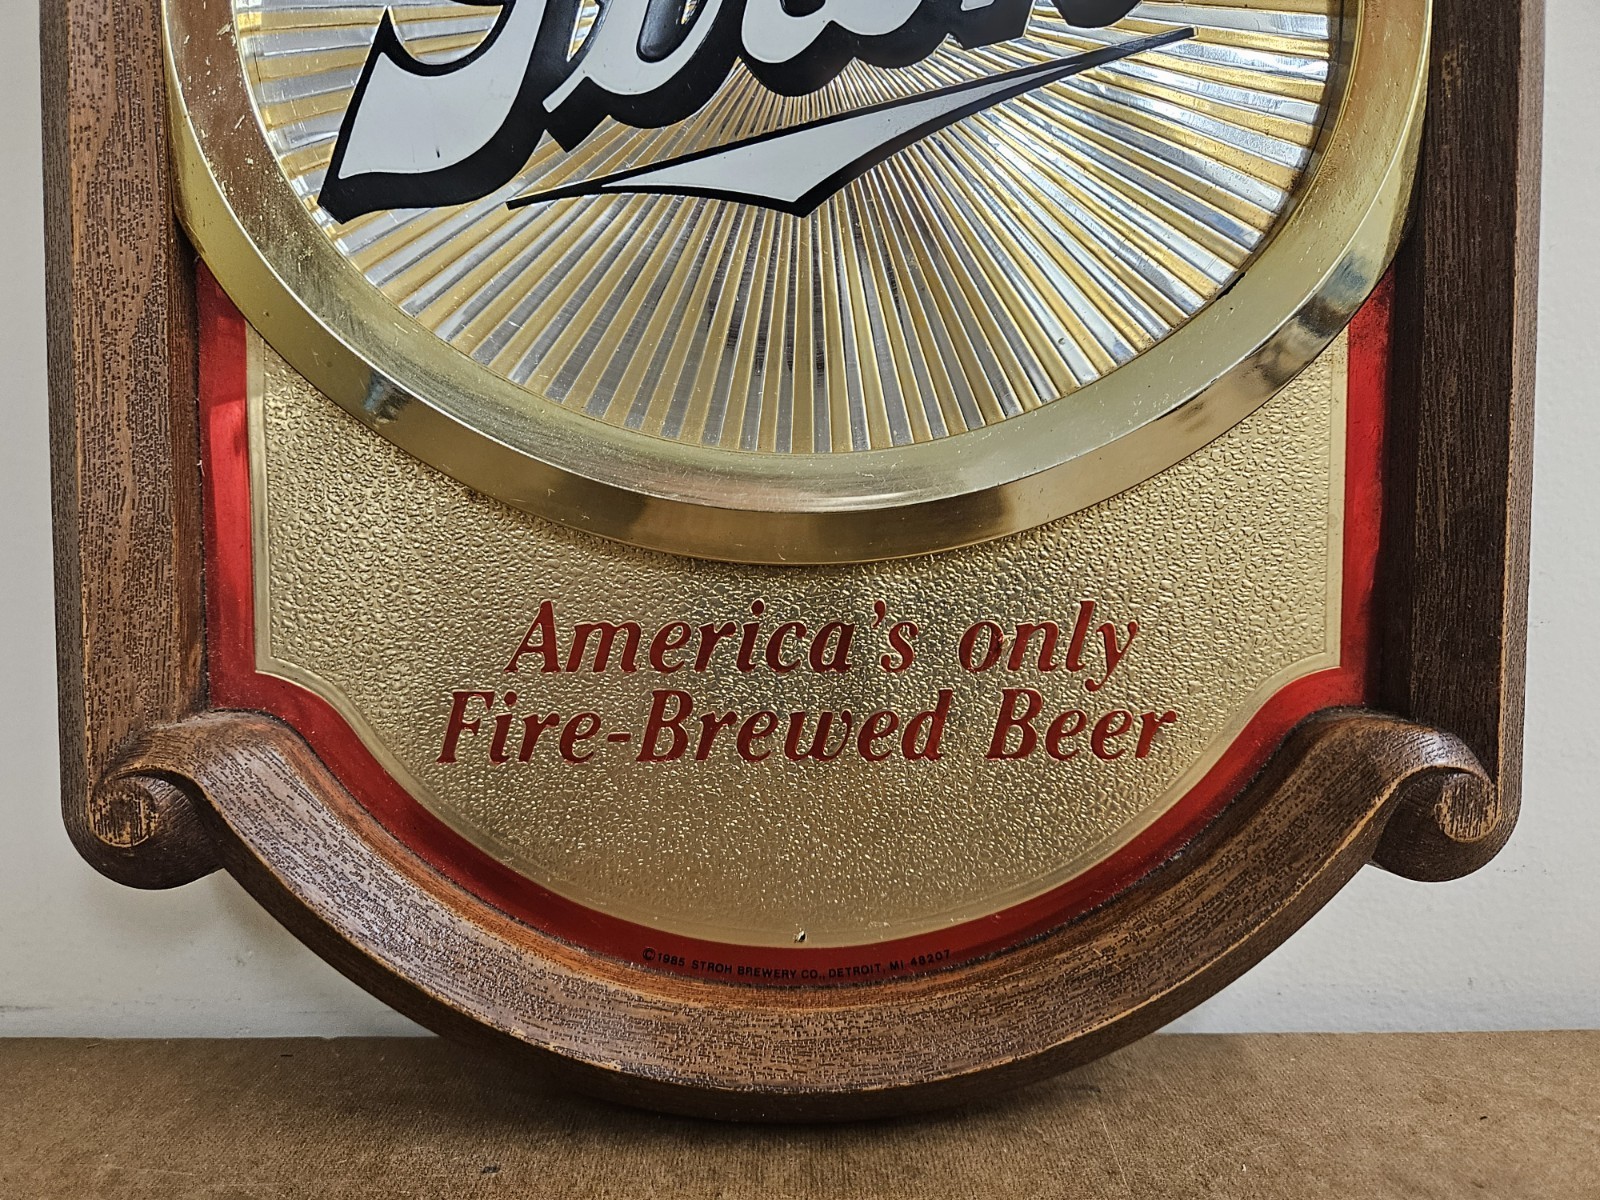 America's only
Fire-Brewed Beer
©1985 STROH BREWERY CO., DETROIT, MI 48207